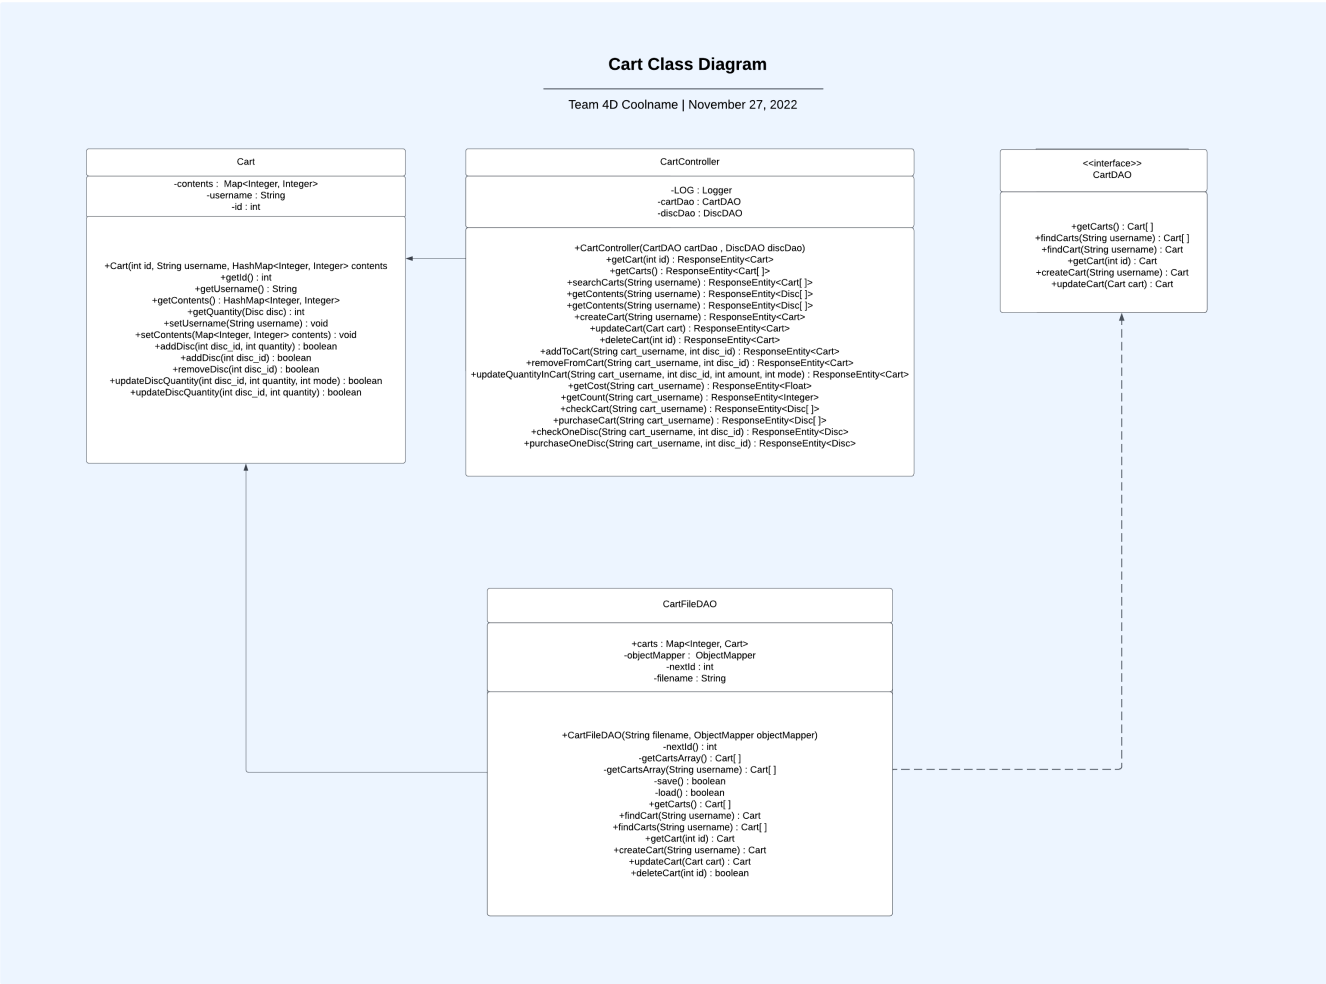 Cart Class Diagram
Team 4D Coolname | November 27, 2022
Cart
-contents :  Map<Integer, Integer>
-username : String
-id : int
+Cart(int id, String username, HashMap<Integer, Integer> contents
+getId() : int
+getUsername() : String
+getContents() : HashMap<Integer, Integer>
+getQuantity(Disc disc) : int
+setUsername(String username) : void
+setContents(Map<Integer, Integer> contents) : void
+addDisc(int disc_id, int quantity) : boolean
+addDisc(int disc_id) : boolean
+removeDisc(int disc_id) : boolean
+updateDiscQuantity(int disc_id, int quantity, int mode) : boolean
+updateDiscQuantity(int disc_id, int quantity) : boolean
CartController
-LOG : Logger
-cartDao : CartDAO
-discDao : DiscDAO
+CartController(CartDAO cartDao , DiscDAO discDao)
+getCart(int id) : ResponseEntity<Cart>
+getCarts() : ResponseEntity<Cart[ ]>
+searchCarts(String username) : ResponseEntity<Cart[ ]>
+getContents(String username) : ResponseEntity<Disc[ ]>
+getContents(String username) : ResponseEntity<Disc[ ]>
+createCart(String username) : ResponseEntity<Cart>
+updateCart(Cart cart) : ResponseEntity<Cart>
+deleteCart(int id) : ResponseEntity<Cart>
+addToCart(String cart_username, int disc_id) : ResponseEntity<Cart>
+removeFromCart(String cart_username, int disc_id) : ResponseEntity<Cart>
+updateQuantityInCart(String cart_username, int disc_id, int amount, int mode) : ResponseEntity<Cart>
+getCost(String cart_username) : ResponseEntity<Float>
+getCount(String cart_username) : ResponseEntity<Integer>
+checkCart(String cart_username) : ResponseEntity<Disc[ ]>
+purchaseCart(String cart_username) : ResponseEntity<Disc[ ]>
+checkOneDisc(String cart_username, int disc_id) : ResponseEntity<Disc>
+purchaseOneDisc(String cart_username, int disc_id) : ResponseEntity<Disc>
<<interface>>
CartDAO
+getCarts() : Cart[ ]
+findCarts(String username) : Cart[ ]
+findCart(String username) : Cart
+getCart(int id) : Cart
+createCart(String username) : Cart
+updateCart(Cart cart) : Cart
CartFileDAO
+carts : Map<Integer, Cart>
-objectMapper :  ObjectMapper
-nextId : int
-filename : String
+CartFileDAO(String filename, ObjectMapper objectMapper)
-nextId() : int
-getCartsArray() : Cart[ ]
-getCartsArray(String username) : Cart[ ]
-save() : boolean
-load() : boolean
+getCarts() : Cart[ ]
+findCart(String username) : Cart
+findCarts(String username) : Cart[ ]
+getCart(int id) : Cart
+createCart(String username) : Cart
+updateCart(Cart cart) : Cart
+deleteCart(int id) : boolean